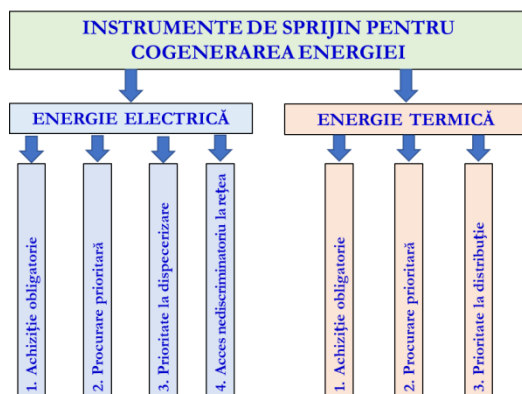 INSTRUMENTE DE SPRIJIN PENTRU
COGENERAREA ENERGIEI
ENERGIE ELECTRICĂ
ENERGIE TERMICĂ
1. Achiziție obligatorie
2. Procurare prioritară
3. Prioritate la dispecerizare
4. Acces nediscriminatoriu la rețea
1. Achiziție obligatorie
2. Procurare prioritară
3. Prioritate la distribuție